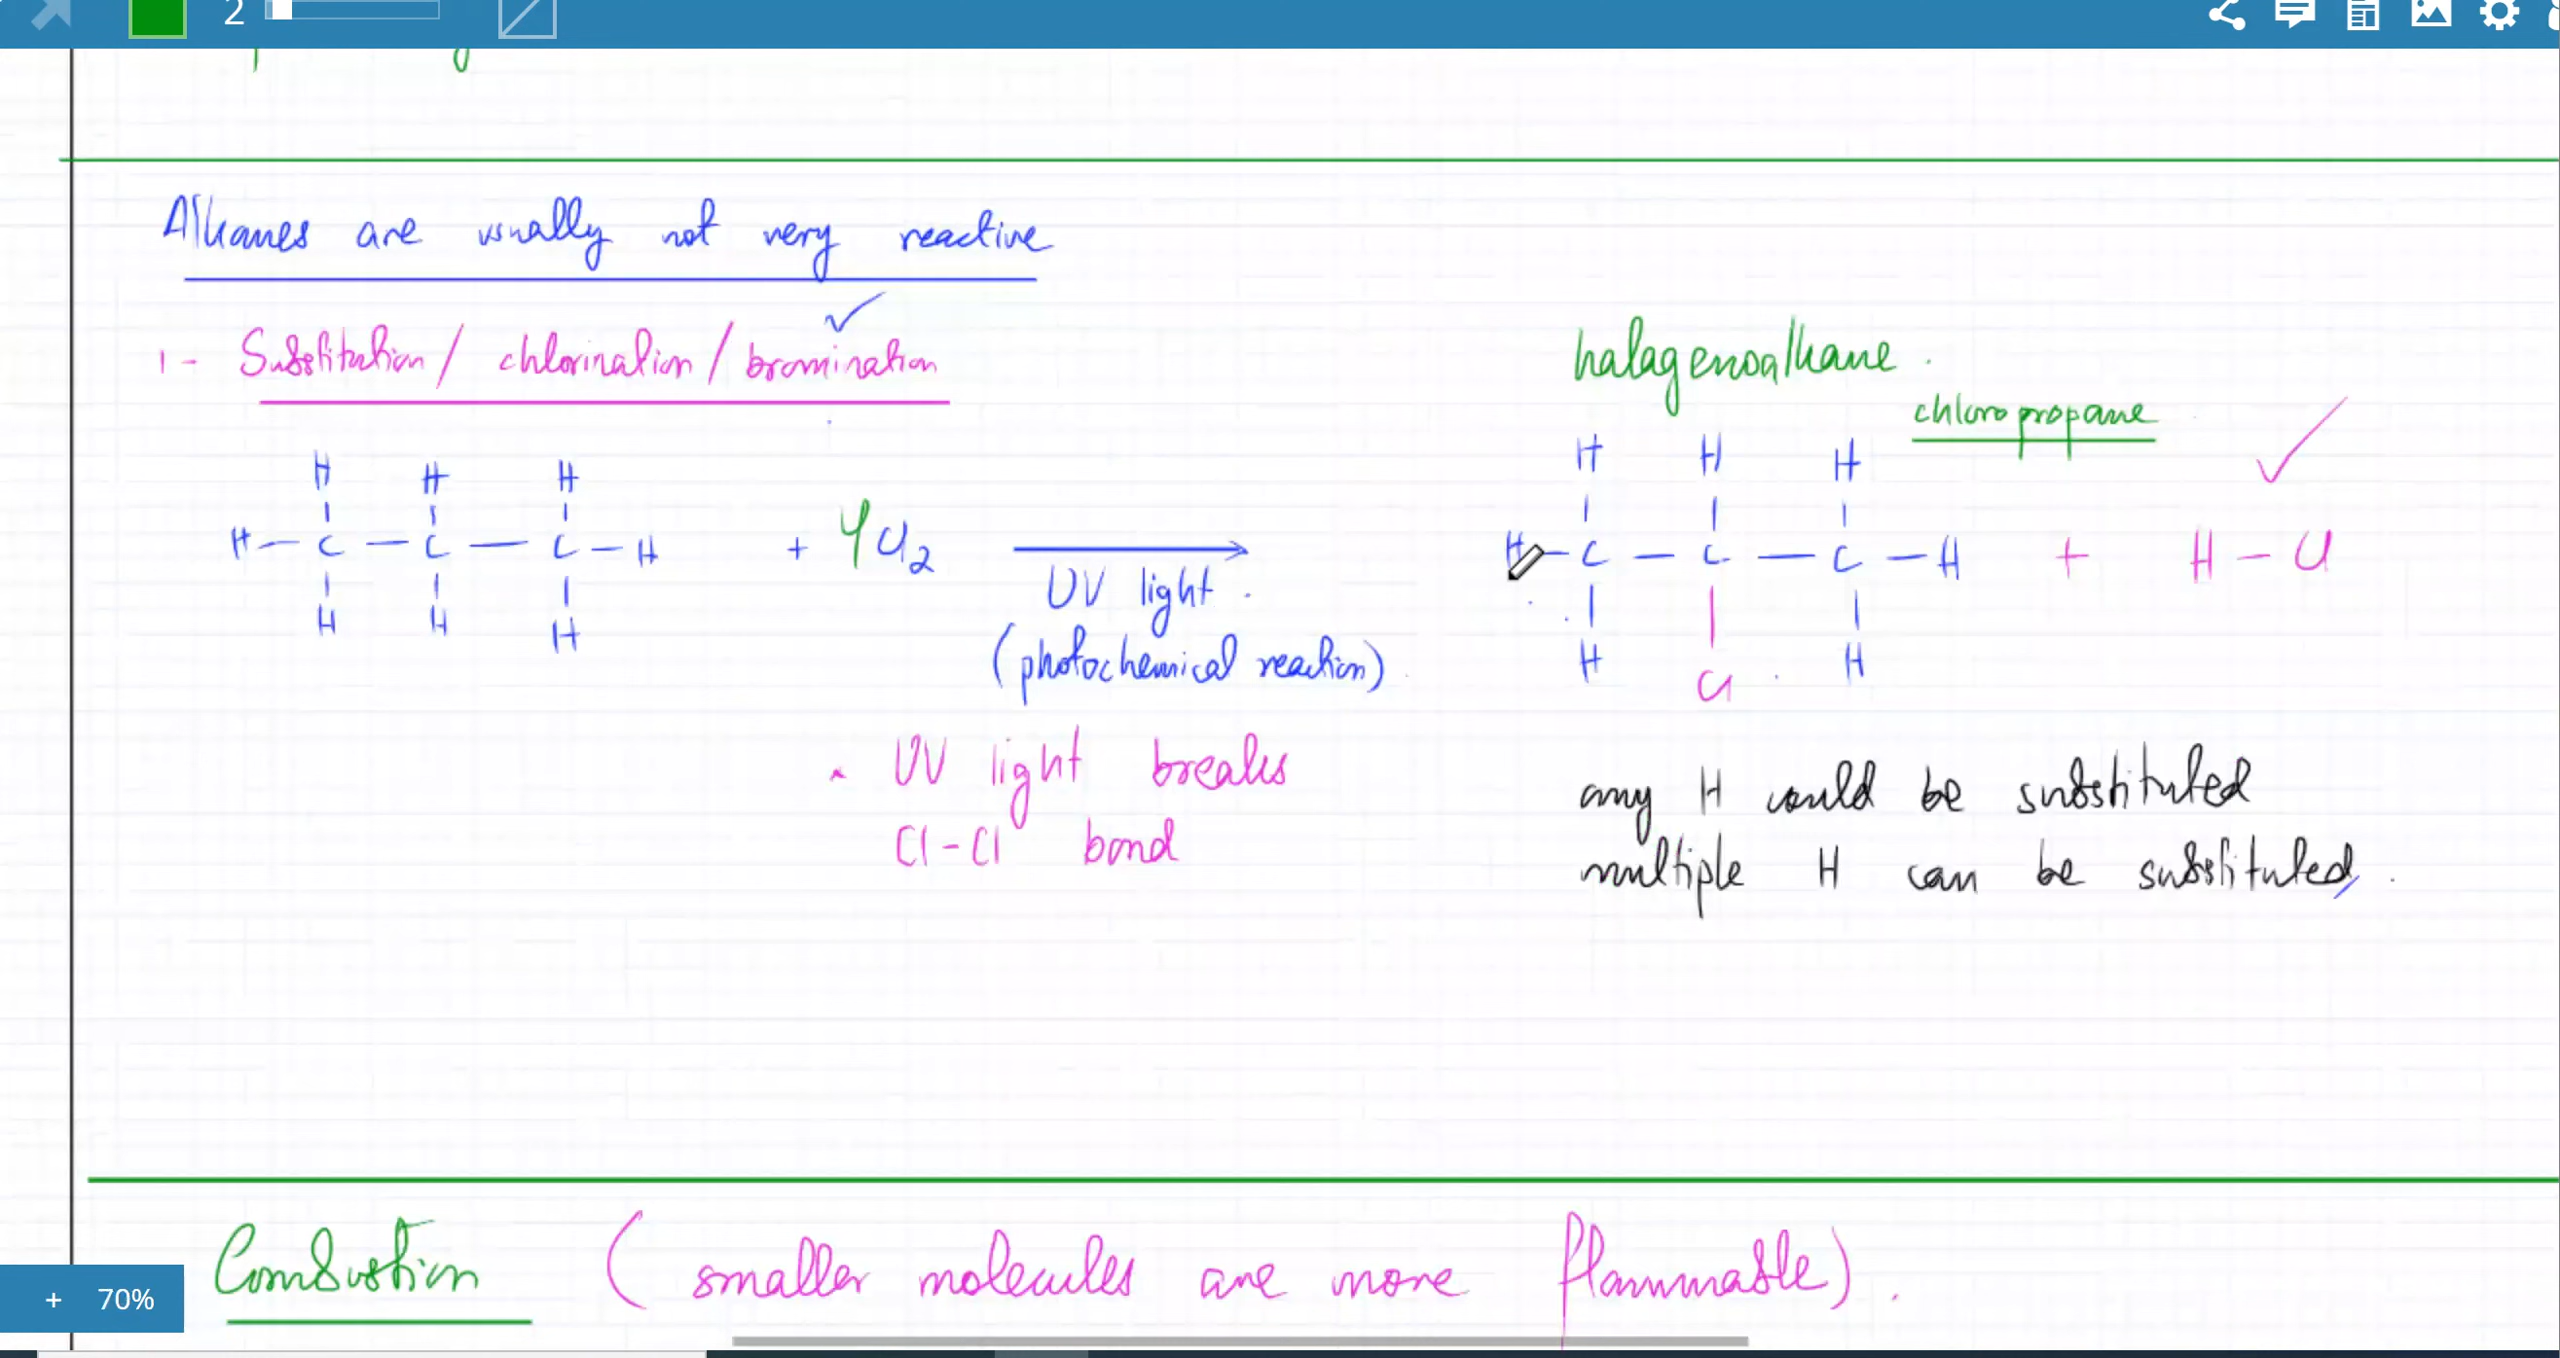 2
Alkanes are usually not very reactive
1- Substitution / chlorination / bromination
halagenoalkane.
chloropropane
H H H
H-C-C-C-H + 4Cl2
H H H
UV light
(photochemical reaction)
H H H
H-C-C-C-H + H-Cl
H Cl H
UV light breaks
Cl-Cl bond
any H could be substituted
multiple H can be substituted.
Combustion (smaller molecules are more flammable).
+ 70%